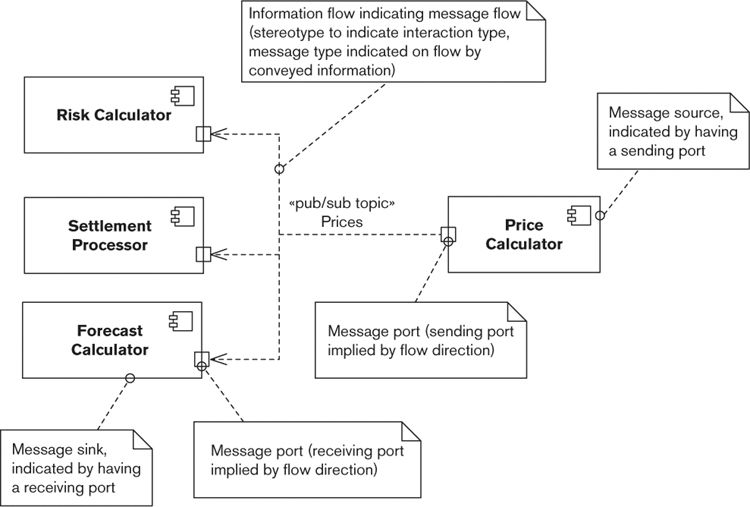 Information flow indicating message flow
(stereotype to indicate interaction type,
message type indicated on flow by
conveyed information)
Risk Calculator
Message source,
indicated by having
a sending port
«pub/sub topic»
Prices
Settlement
Processor
Price
Calculator
Forecast
Calculator
Message port (sending port
implied by flow direction)
Message sink,
indicated by having
a receiving port
Message port (receiving port
implied by flow direction)